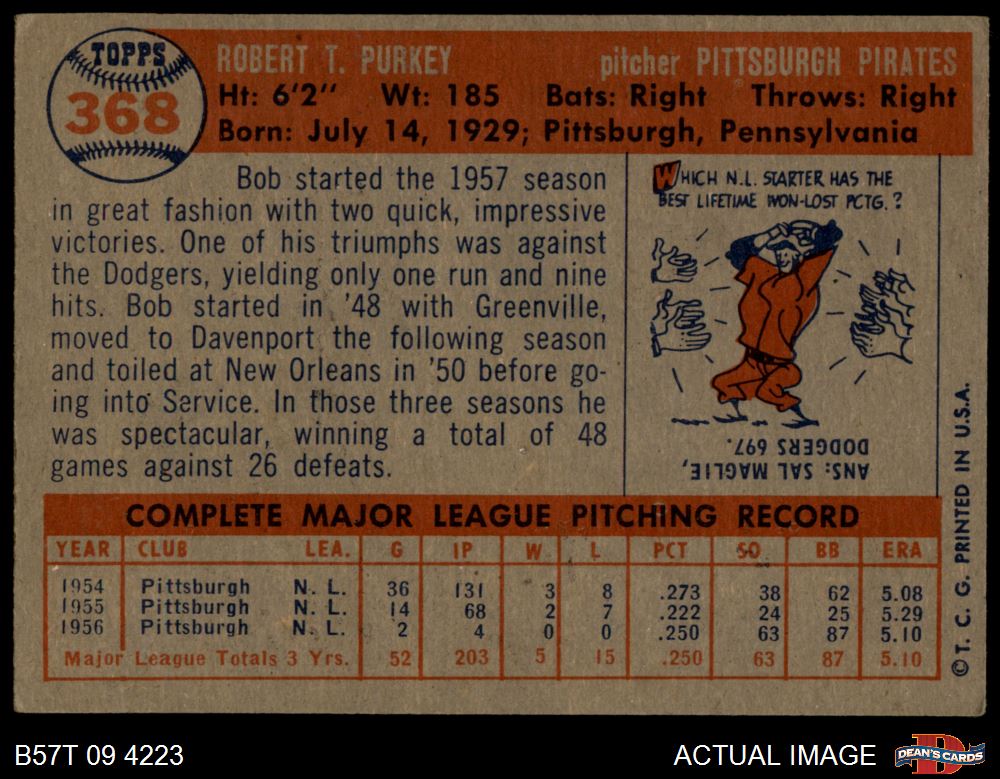 TOPPS
368
ROBERT T. PURKEY pitcher PITTSBURGH PIRATES
Ht: 6'2" Wt: 185 Bats: Right Throws: Right
Born: July 14, 1929; Pittsburgh, Pennsylvania
Bob started the 1957 season
in great fashion with two quick, impressive
victories. One of his triumphs was against
the Dodgers, yielding only one run and nine
hits. Bob started in '48 with Greenville,
moved to Davenport the following season
and toiled at New Orleans in '50 before go-
ing into Service. In those three seasons he
was spectacular, winning a total of 48
games against 26 defeats.
WHICH N.L. STARTER HAS THE
BEST LIFETIME WON-LOST PCTG.?
ANS: SAL MAGLIE,
DODGERS 697.
COMPLETE MAJOR LEAGUE PITCHING RECORD
YEAR CLUB LEA. G IP W L PCT SO BB ERA
1954 Pittsburgh N. L. 36 131 3 8 .273 38 62 5.08
1955 Pittsburgh N. L. 14 68 2 7 .222 24 25 5.29
1956 Pittsburgh N. L. 2 4 0 0 .250 63 87 5.10
Major League Totals 3 Yrs. 52 203 5 15 .250 63 87 5.10
© T. C. G. PRINTED IN U.S.A.
B57T 09 4223
ACTUAL IMAGE
D
DEAN'S CARDS